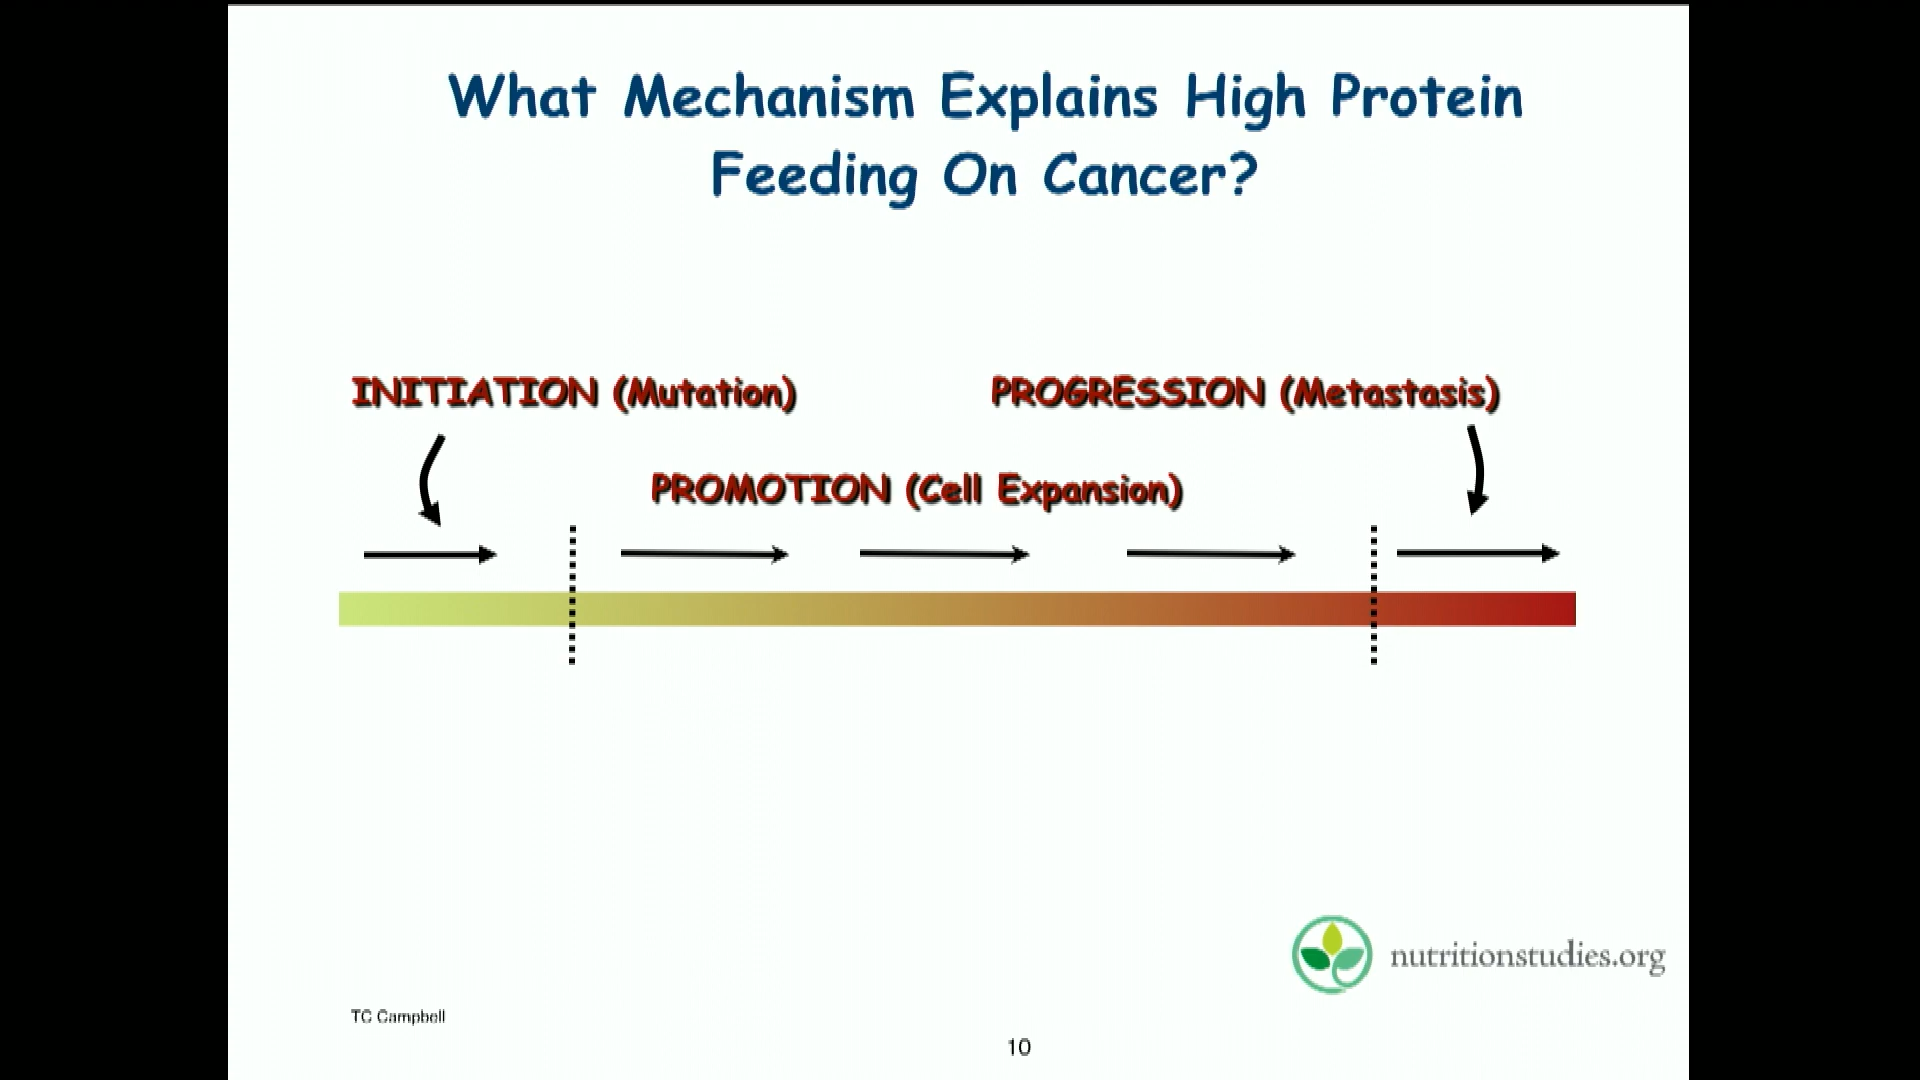 What Mechanism Explains High Protein
Feeding On Cancer?
INITIATION (Mutation)
PROGRESSION (Metastasis)
PROMOTION (Cell Expansion)
nutritionstudies.org
TC Campbell
10